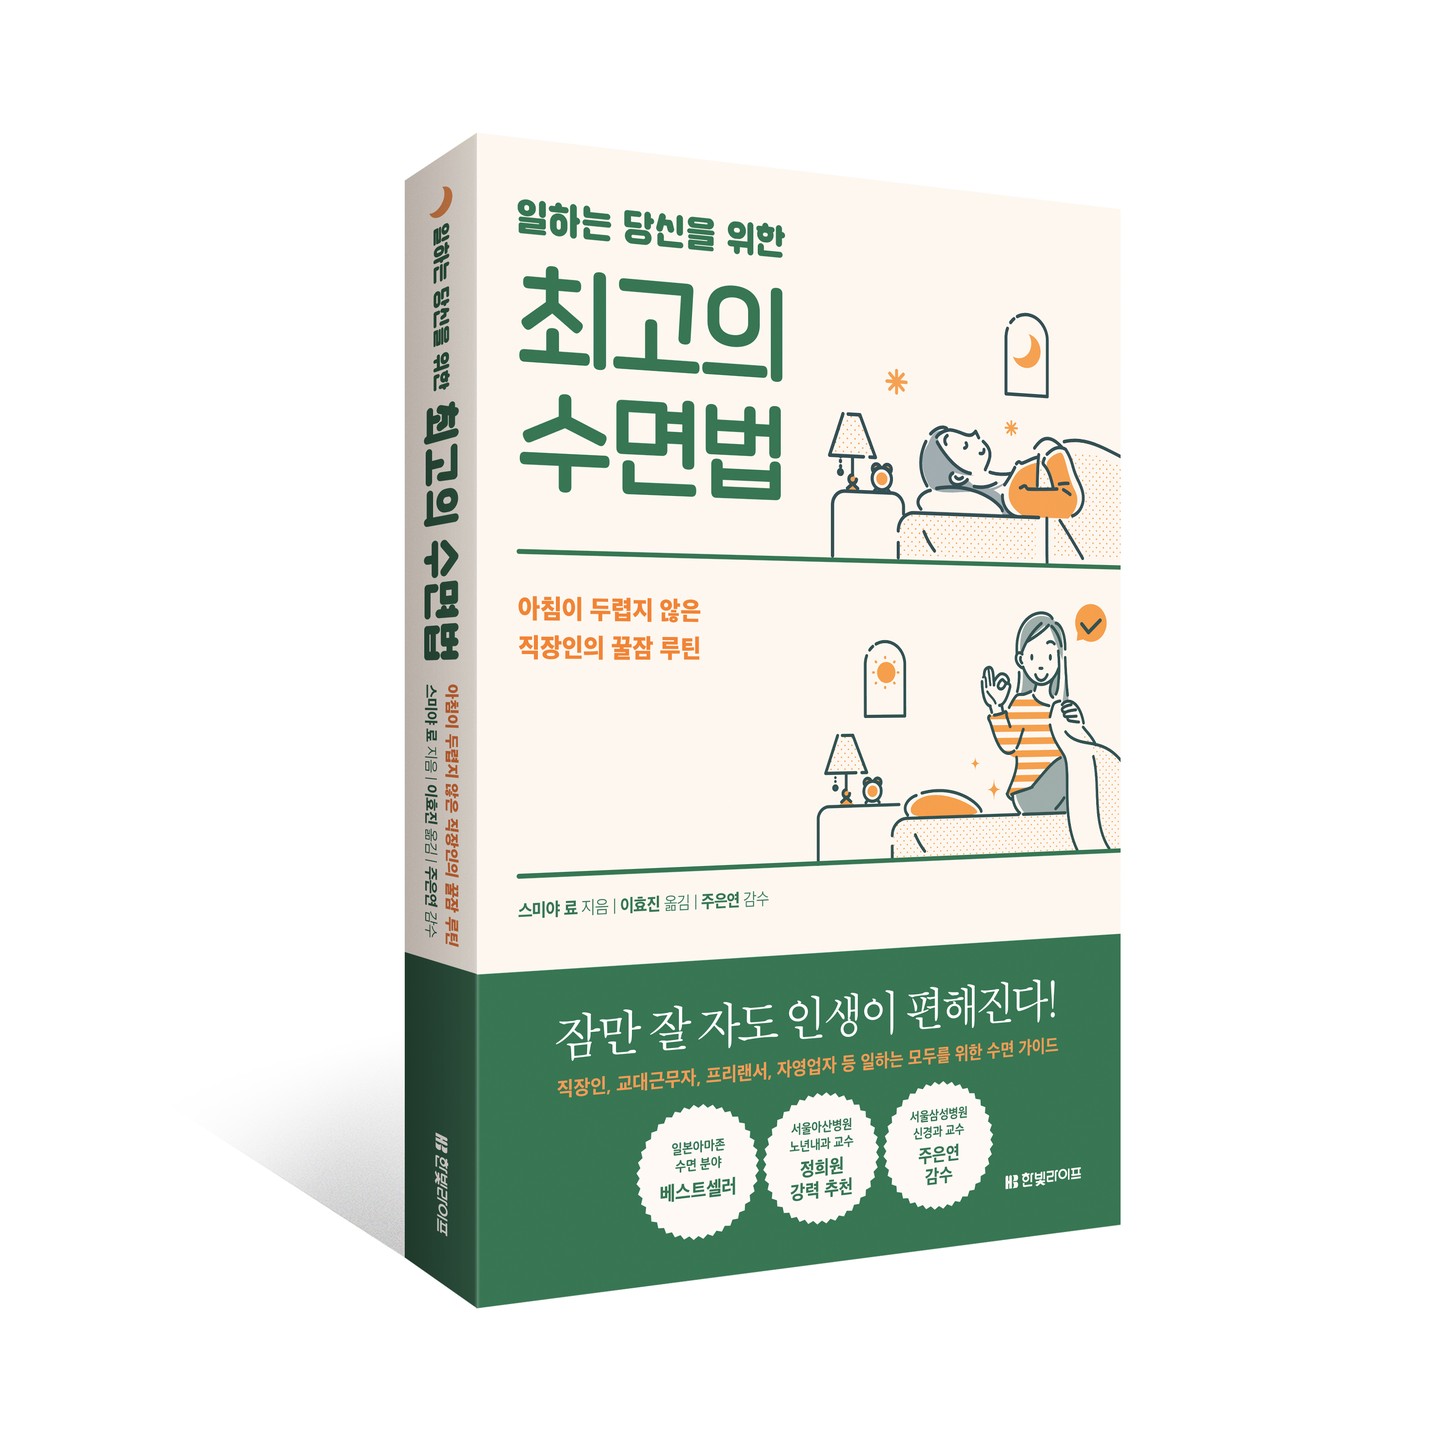 일하는 당신을 위한 최고의 수면법
아침이 두렵지 않은 직장인의 꿀잠 루틴
스미야 료 지음 | 이효진 옮김 | 주은연 감수
HB 한빛라이프
일하는 당신을 위한
최고의
수면법
아침이 두렵지 않은
직장인의 꿀잠 루틴
스미야 료 지음 | 이효진 옮김 | 주은연 감수
잠만 잘 자도 인생이 편해진다!
직장인, 교대근무자, 프리랜서, 자영업자 등 일하는 모두를 위한 수면 가이드
일본아마존
수면 분야
베스트셀러
서울아산병원
노년내과 교수
정희원
강력 추천
서울삼성병원
신경과 교수
주은연
감수
HB 한빛라이프